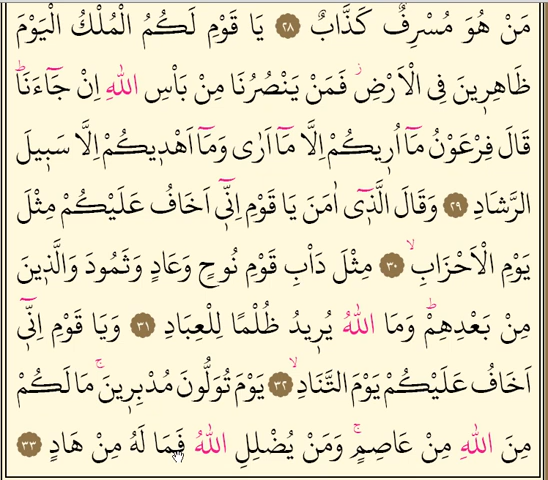 مَنْ هُوَ مُسْرِفٌ كَذَّابٌ ﴿٢٨﴾ يَا قَوْمِ لَكُمُ الْمُلْكُ الْيَوْمَ
ظَاهِر۪ينَ فِي الْاَرْضِۘ فَمَنْ يَنْصُرُنَا مِنْ بَاْسِ اللّٰهِ اِنْ جَٓاءَنَاۜ
قَالَ فِرْعَوْنُ مَٓا اُر۪يكُمْ اِلَّا مَٓا اَرٰى وَمَٓا اَهْد۪يكُمْ اِلَّا سَب۪يلَ
الرَّشَادِ ﴿٢٩﴾ وَقَالَ الَّذ۪ٓي اٰمَنَ يَا قَوْمِ اِنّ۪ٓي اَخَافُ عَلَيْكُمْ مِثْلَ
يَوْمِ الْاَحْزَابِۙ ﴿٣٠﴾ مِثْلَ دَاْبِ قَوْمِ نُوحٍ وَعَادٍ وَثَمُودَ وَالَّذ۪ينَ
مِنْ بَعْدِهِمْۜ وَمَا اللّٰهُ يُر۪يدُ ظُلْمًا لِلْعِبَادِ ﴿٣١﴾ وَيَا قَوْمِ اِنّ۪ٓي
اَخَافُ عَلَيْكُمْ يَوْمَ التَّنَادِۙ ﴿٣٢﴾ يَوْمَ تُوَلُّونَ مُدْبِر۪ينَۚ مَا لَكُمْ
مِنَ اللّٰهِ مِنْ عَاصِمٍۚ وَمَنْ يُضْلِلِ اللّٰهُ فَمَا لَهُ مِنْ هَادٍ ﴿٣٣﴾